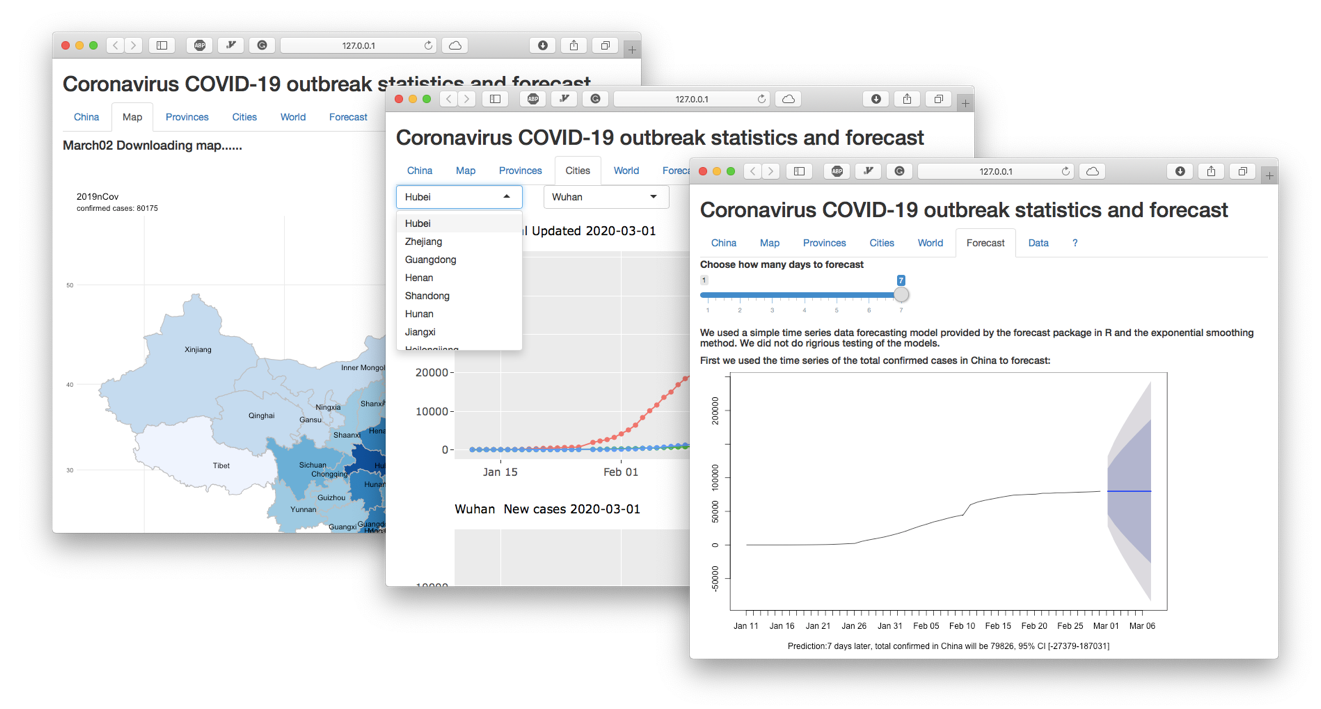 127.0.0.1
Coronavirus COVID-19 outbreak statistics and forecast
China Map Provinces Cities World Forecast
March02 Downloading map......
2019nCov
confirmed cases: 80175
50
40
30
Xinjiang
Inner Mongol
Ningxia
Shanxi
Qinghai
Gansu
Shaanxi
Hena
Tibet
Sichuan
Chongqing
Hu
Hunan
Guizhou
Yunnan
Guangxi
Guangd
127.0.0.1
Coronavirus COVID-19 outbreak statistics and forecast
China Map Provinces Cities World Foreca
Hubei Wuhan
Hubei
Zhejiang
Guangdong
Henan
Shandong
Hunan
Jiangxi
Heilongjiang
l Updated 2020-03-01
20000
10000
0
Jan 15 Feb 01
Wuhan New cases 2020-03-01
10000
127.0.0.1
Coronavirus COVID-19 outbreak statistics and forecast
China Map Provinces Cities World Forecast Data ?
Choose how many days to forecast
1 7
1 2 3 4 5 6 7
We used a simple time series data forecasting model provided by the forecast package in R and the exponential smoothing
method. We did not do rigrious testing of the models.
First we used the time series of the total confirmed cases in China to forecast:
200000
100000
50000
0
-50000
Jan 11 Jan 16 Jan 21 Jan 26 Jan 31 Feb 05 Feb 10 Feb 15 Feb 20 Feb 25 Mar 01 Mar 06
Prediction:7 days later, total confirmed in China will be 79826, 95% CI [-27379-187031]